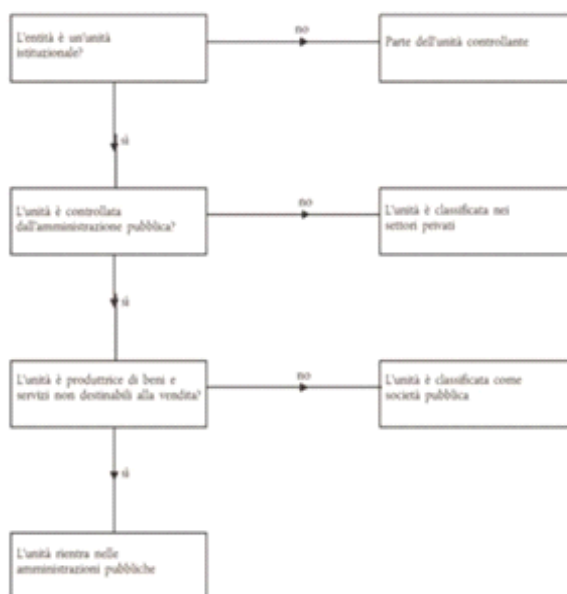 L'entità è un'unità
istituzionale?
no
Parte dell'unità controllante
sì
L'unità è controllata
dall'amministrazione pubblica?
no
L'unità è classificata nei
settori privati
sì
L'unità è produttrice di beni e
servizi non destinabili alla vendita?
no
L'unità è classificata come
società pubblica
sì
L'unità rientra nelle
amministrazioni pubbliche